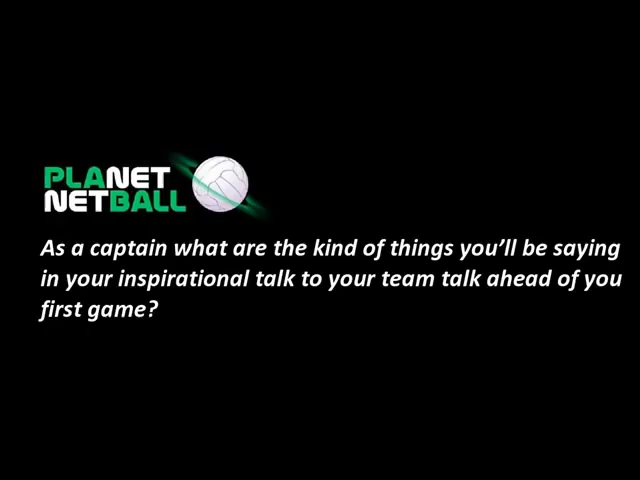 PLANET
NETBALL
As a captain what are the kind of things you’ll be saying
in your inspirational talk to your team talk ahead of you
first game?